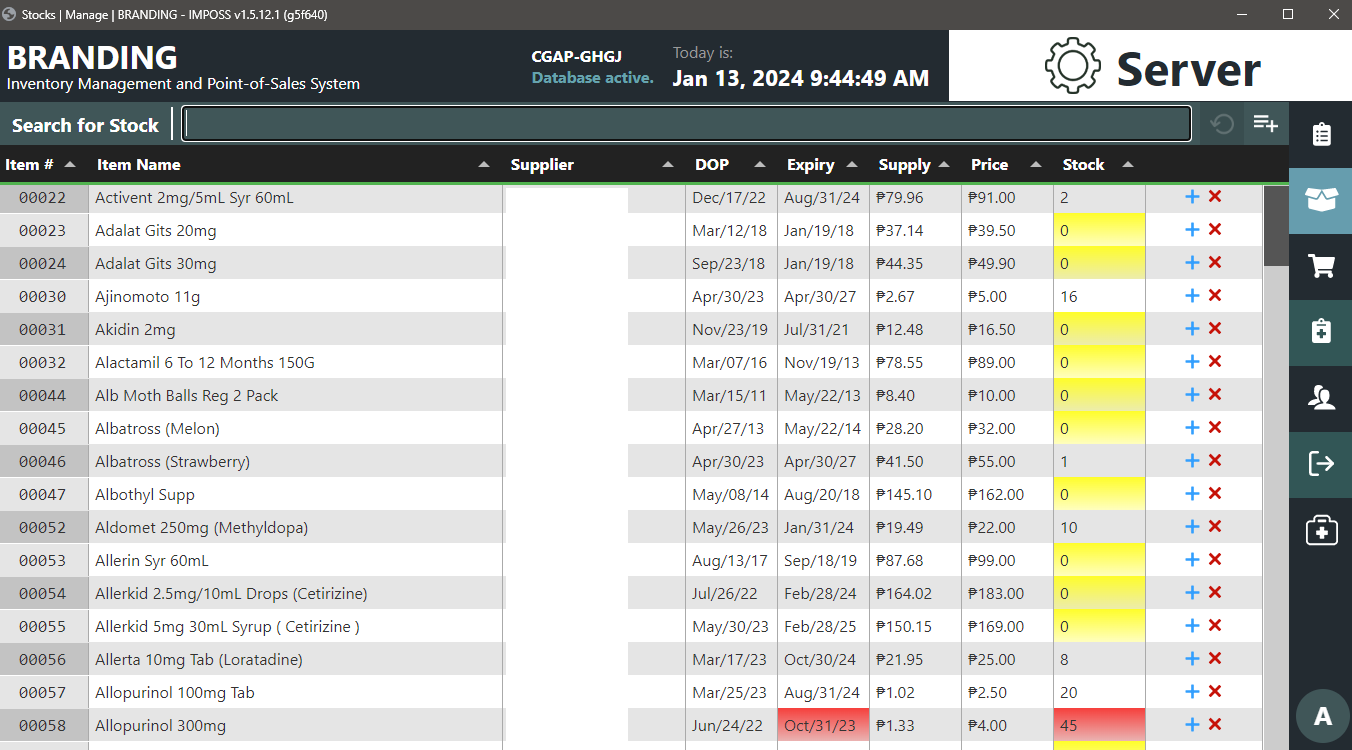 Stocks | Manage | BRANDING - IMPOSS v1.5.12.1 (g5f640)
BRANDING
Inventory Management and Point-of-Sales System
CGAP-GHGJ
Database active.
Today is:
Jan 13, 2024 9:44:49 AM
Server
Search for Stock
Item # Item Name Supplier DOP Expiry Supply Price Stock
00022 Activent 2mg/5mL Syr 60mL Dec/17/22 Aug/31/24 ₱79.96 ₱91.00 2
00023 Adalat Gits 20mg Mar/12/18 Jan/19/18 ₱37.14 ₱39.50 0
00024 Adalat Gits 30mg Sep/23/18 Jan/19/18 ₱44.35 ₱49.90 0
00030 Ajinomoto 11g Apr/30/23 Apr/30/27 ₱2.67 ₱5.00 16
00031 Akidin 2mg Nov/23/19 Jul/31/21 ₱12.48 ₱16.50 0
00032 Alactamil 6 To 12 Months 150G Mar/07/16 Nov/19/13 ₱78.55 ₱89.00 0
00044 Alb Moth Balls Reg 2 Pack Mar/15/11 May/22/13 ₱8.40 ₱10.00 0
00045 Albatross (Melon) Apr/27/13 May/22/14 ₱28.20 ₱32.00 0
00046 Albatross (Strawberry) Apr/30/23 Apr/30/27 ₱41.50 ₱55.00 1
00047 Albothyl Supp May/08/14 Aug/20/18 ₱145.10 ₱162.00 0
00052 Aldomet 250mg (Methyldopa) May/26/23 Jan/31/24 ₱19.49 ₱22.00 10
00053 Allerin Syr 60mL Aug/13/17 Sep/18/19 ₱87.68 ₱99.00 0
00054 Allerkid 2.5mg/10mL Drops (Cetirizine) Jul/26/22 Feb/28/24 ₱164.02 ₱183.00 0
00055 Allerkid 5mg 30mL Syrup ( Cetirizine ) May/30/23 Feb/28/25 ₱150.15 ₱169.00 0
00056 Allerta 10mg Tab (Loratadine) Mar/17/23 Oct/30/24 ₱21.95 ₱25.00 8
00057 Allopurinol 100mg Tab Mar/25/23 Aug/31/24 ₱1.02 ₱2.50 20
00058 Allopurinol 300mg Jun/24/22 Oct/31/23 ₱1.33 ₱4.00 45
A